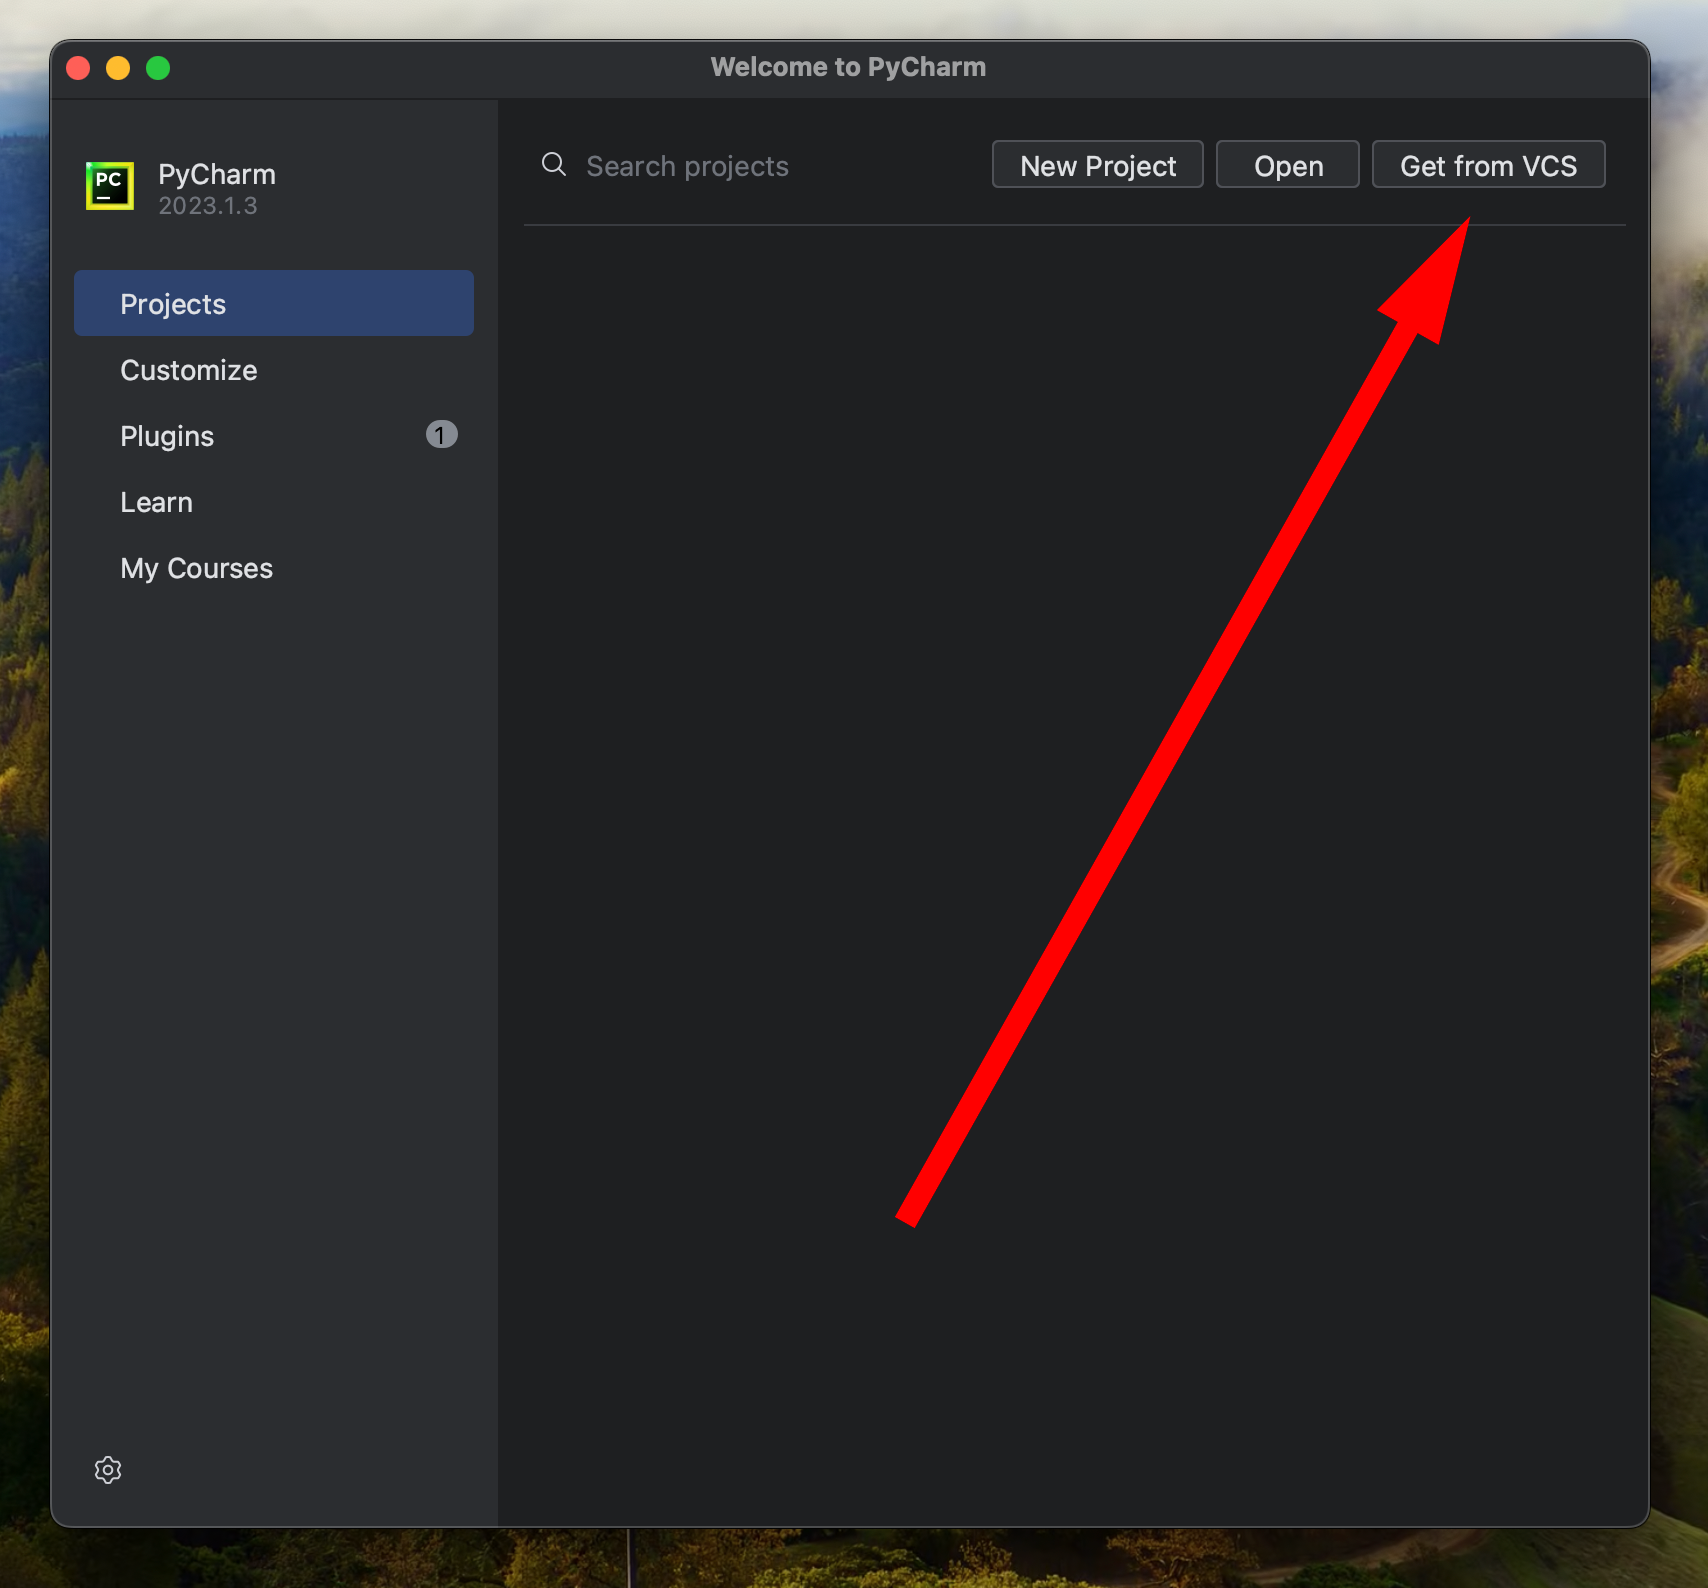 Welcome to PyCharm
PC
PyCharm
2023.1.3
Search projects
New Project
Open
Get from VCS
Projects
Customize
Plugins
1
Learn
My Courses